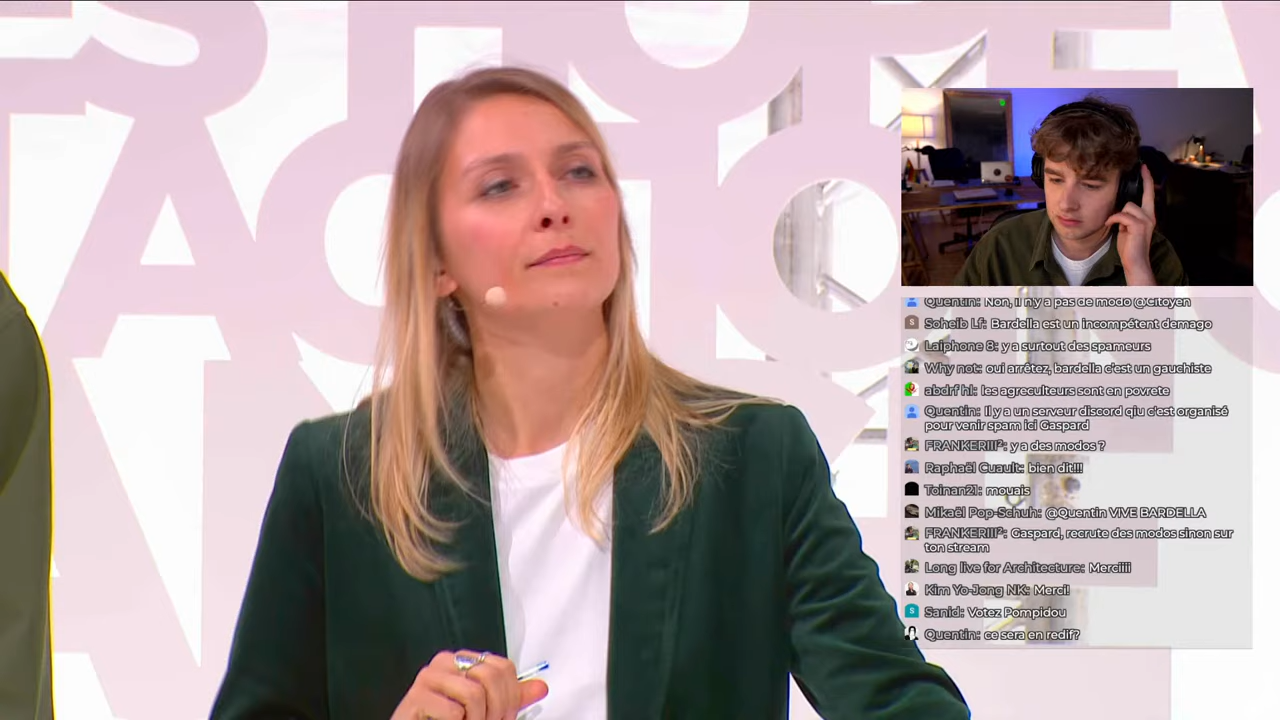 Quentin: Non, il n'y a pas de modo @Citoyen
Soheib Lf: Bardella est un incompétent demago
Laiphone 8: y a surtout des spameurs
Why not: oui arrêtez, bardella c'est un gauchiste
abdrf hl: les agreculteurs sont en povrete
Quentin: Il y a un serveur discord qiu c'est organisé
pour venir spam ici Gaspard
FRANKERIII²: y a des modos ?
Raphaël Cuault: bien dit!!!
Toinan21: mouais
Mikaël Pop-Schuh: @Quentin VIVE BARDELLA
FRANKERIII²: Gaspard, recrute des modos sinon sur
ton stream
Long live for Architecture: Merciiii
Kim Yo-Jong NK: Merci!
Sanid: Votez Pompidou
Quentin: ce sera en redif?